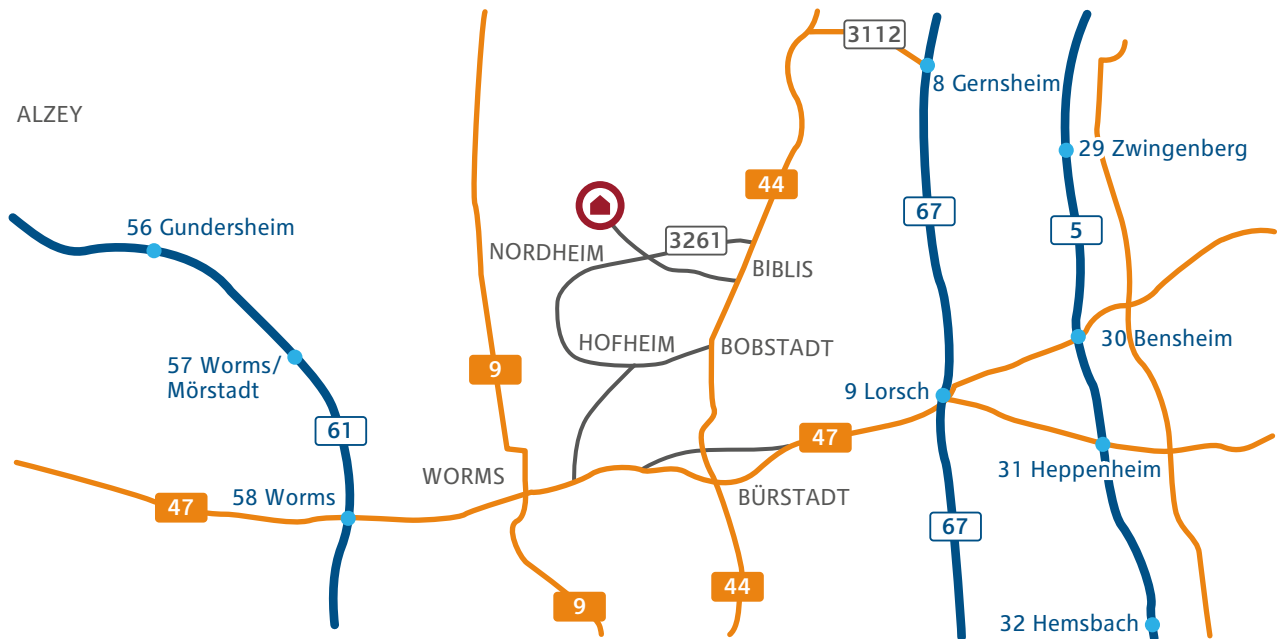 3112
8 Gernsheim
ALZEY
29 Zwingenberg
44
67
56 Gundersheim
5
3261
NORDHEIM
BIBLIS
30 Bensheim
HOFHEIM
BOBSTADT
57 Worms/
Mörstadt
9
9 Lorsch
61
47
31 Heppenheim
WORMS
58 Worms
BÜRSTADT
47
67
44
9
32 Hemsbach